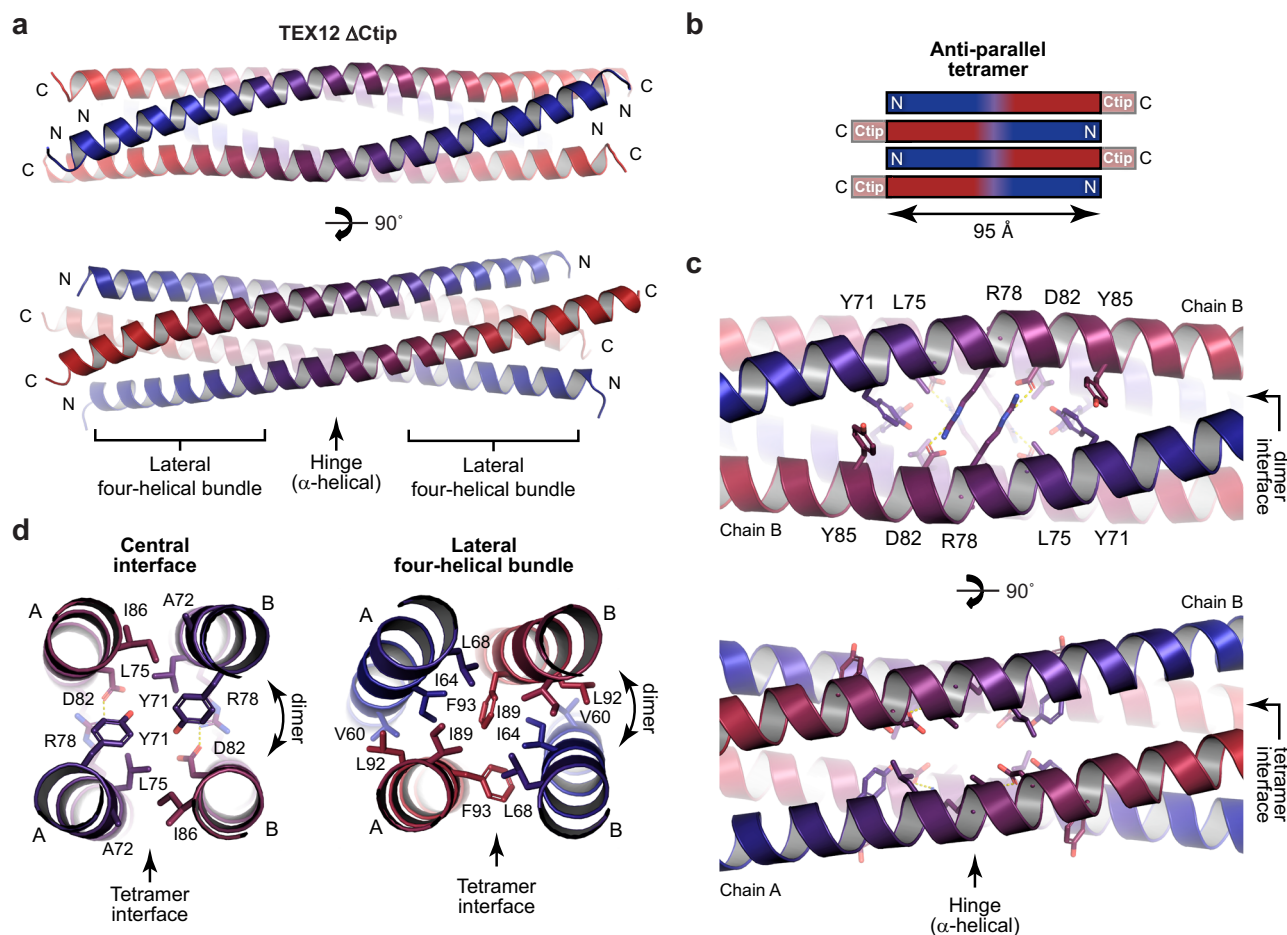 a
TEX12 ΔCtip
C
N
N
C
C
N
N
C
90°
N
N
C
C
C
C
N
N
Lateral
four-helical bundle
Hinge
(α-helical)
Lateral
four-helical bundle
b
Anti-parallel
tetramer
N
Ctip
C
C
Ctip
N
N
Ctip
C
C
Ctip
N
95 Å
c
Y71
L75
R78
D82
Y85
Chain B
dimer
interface
Chain B
Y85
D82
R78
L75
Y71
90°
Chain B
tetramer
interface
Chain A
Hinge
(α-helical)
d
Central
interface
A
I86
A72
B
L75
D82
Y71
R78
R78
Y71
D82
L75
I86
A
A72
B
dimer
Tetramer
interface
Lateral
four-helical bundle
A
B
L68
I64
F93
L92
I89
V60
V60
I89
I64
L92
F93
L68
A
B
dimer
Tetramer
interface